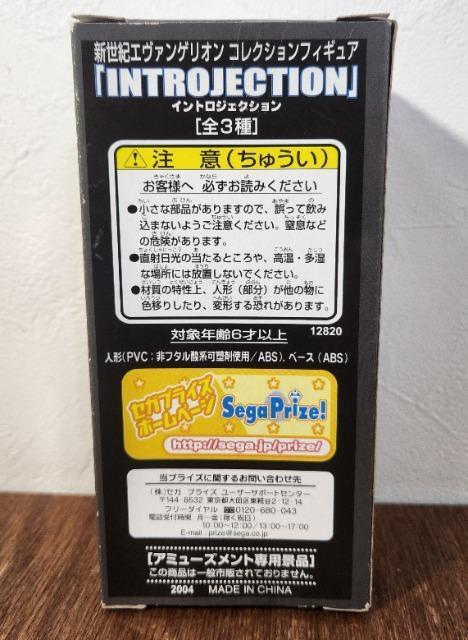 新世紀エヴァンゲリオン コレクションフィギュア
「INTROJECTION」
イントロジェクション
[全3種]
注 意(ちゅうい)
お客様へ 必ずお読みください
●小さな部品がありますので、誤って飲み
込まないようご注意ください。窒息など
の危険があります。
●直射日光の当たるところや、高温・多湿
な場所には放置しないでください。
●材質の特性上、人形(部分)が他の物に
色移りしたり、変形する恐れがあります。
対象年齢6才以上
12820
人形(PVC:非フタル酸系可塑剤使用/ABS)、ベース(ABS)
セガプライズ
ホームページ
SegaPrize!
http://sega.jp/prize/
当プライズに関するお問い合わせ先
(株)セガ プライズ ユーザーサポートセンター
〒144-8532 東京都大田区東糀谷2-12-14
フリーダイヤル 0120-680-043
電話受付時間 月~金(除く祝日)
10:00~12:00/13:00~17:00
E-mail:prize@sega.co.jp
[アミューズメント専用景品]
この商品は一般市販されておりません。
2004 MADE IN CHINA